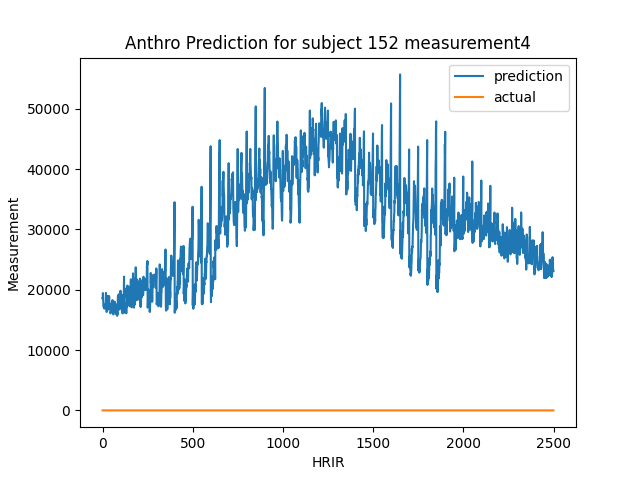 Anthro Prediction for subject 152 measurement4
prediction
actual
50000
40000
30000
20000
10000
0
Measurement
0 500 1000 1500 2000 2500
HRIR